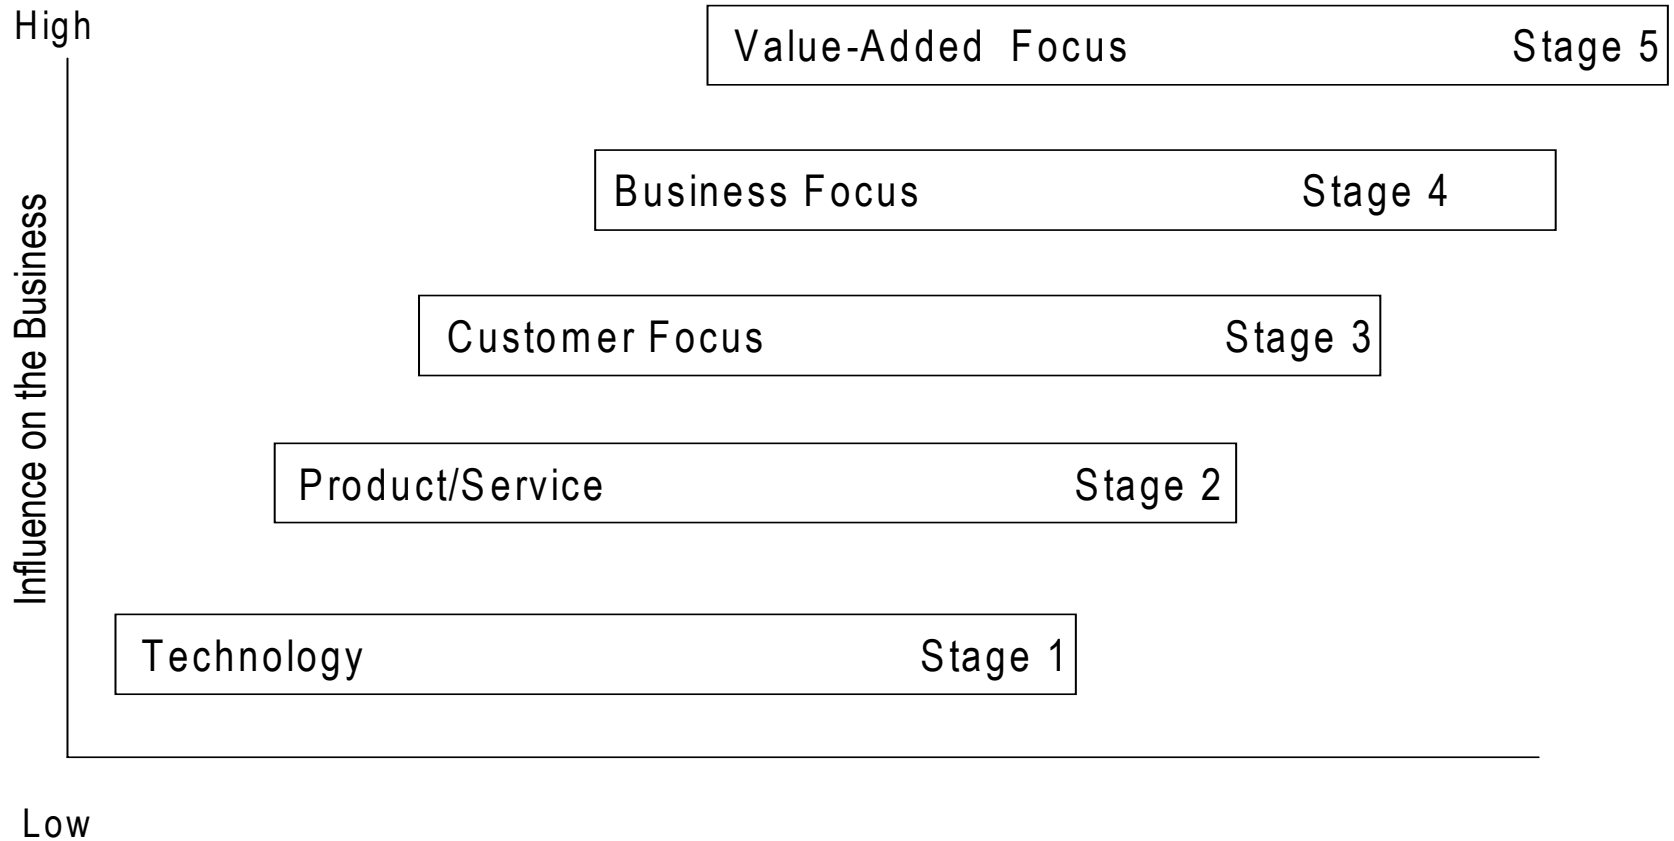 High
Value-Added Focus Stage 5
Business Focus Stage 4
Influence on the Business
Customer Focus Stage 3
Product/Service Stage 2
Technology Stage 1
Low